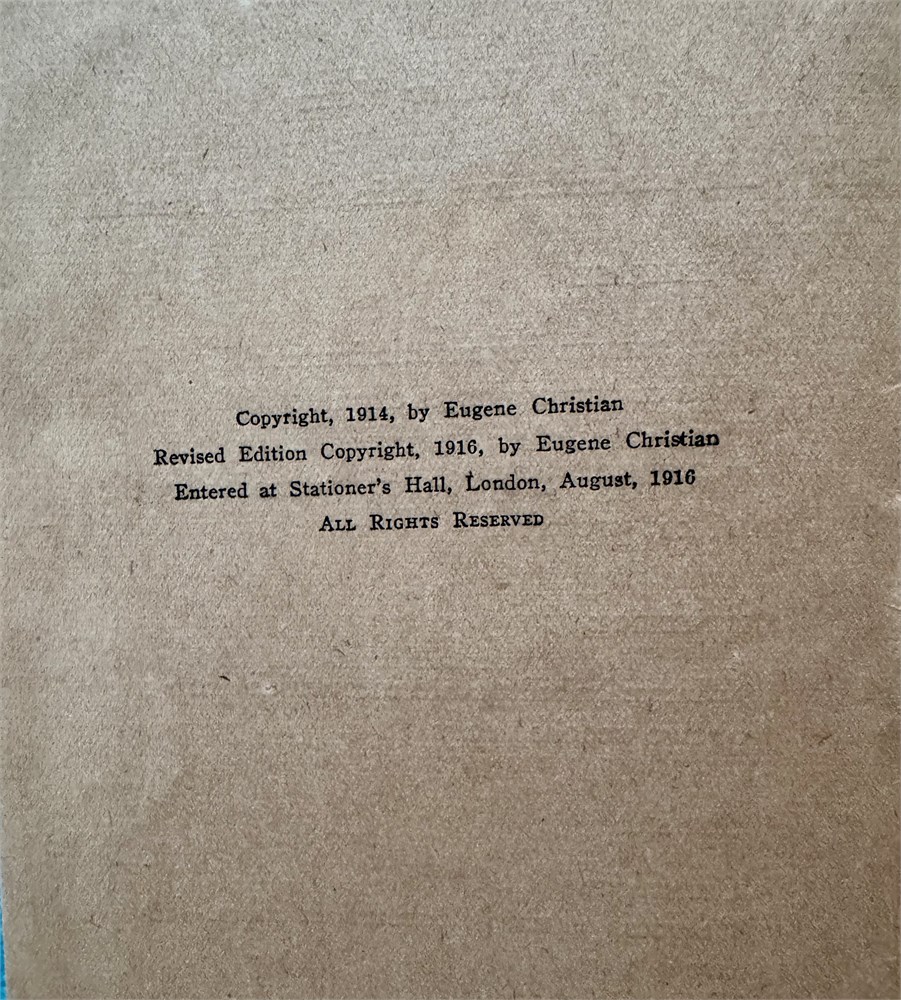 Copyright, 1914, by Eugene Christian
Revised Edition Copyright, 1916, by Eugene Christian
Entered at Stationer's Hall, London, August, 1916
All Rights Reserved